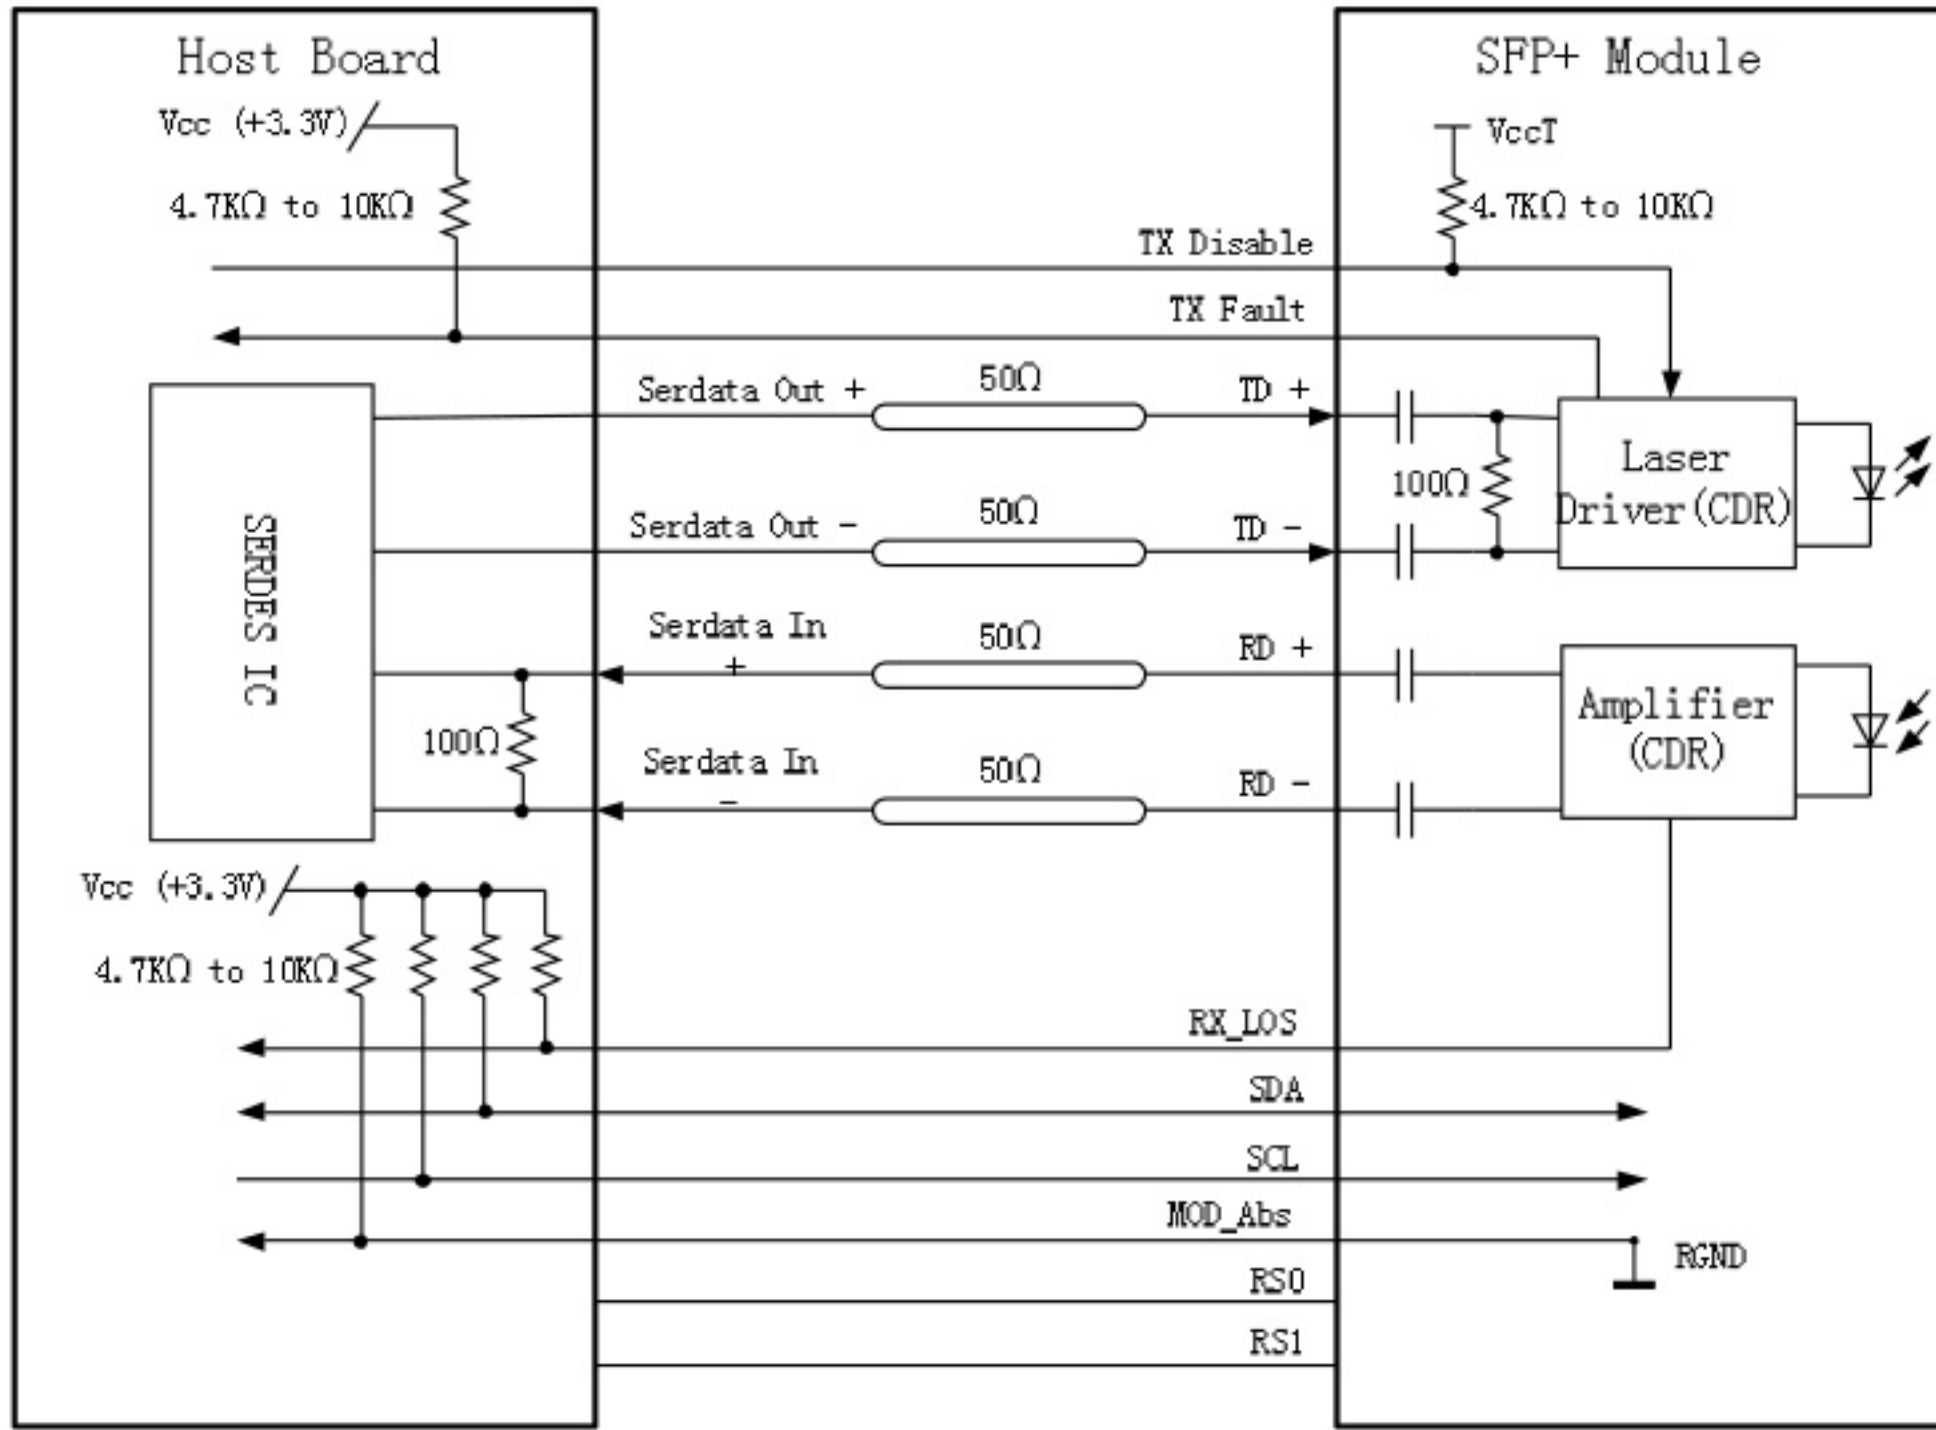 Host Board
SFP+ Module
Vcc (+3.3V)
VccT
4.7KΩ to 10KΩ
4.7KΩ to 10KΩ
TX Disable
TX Fault
Serdata Out +
50Ω
TD +
Laser
Driver(CDR)
100Ω
Serdata Out -
50Ω
TD -
SERDES IC
Serdata In
+
50Ω
RD +
Amplifier
(CDR)
100Ω
Serdata In
-
50Ω
RD -
Vcc (+3.3V)
4.7KΩ to 10KΩ
RX_LOS
SDA
SCL
MOD_Abs
RGND
RS0
RS1